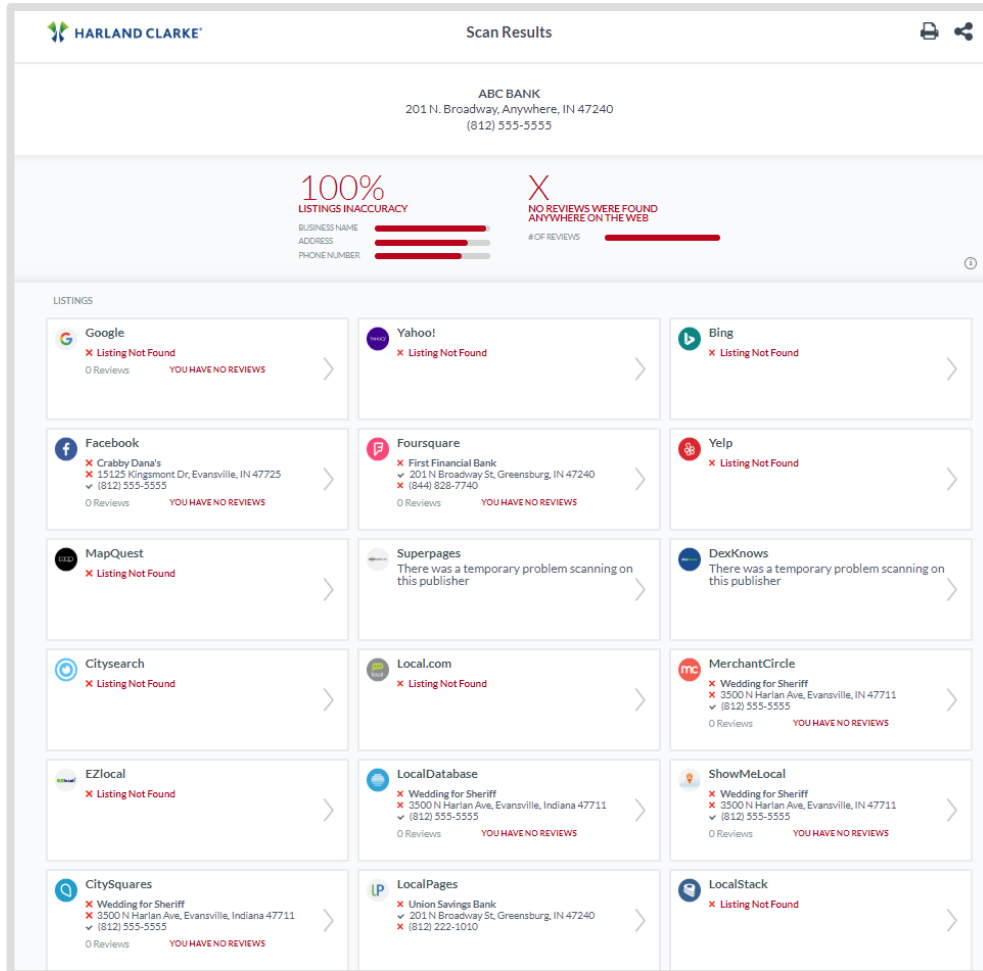 HARLAND CLARKE®
Scan Results
ABC BANK
201 N. Broadway, Anywhere, IN 47240
(812) 555-5555
100%
LISTINGS INACCURACY
BUSINESS NAME
ADDRESS
PHONE NUMBER
X
NO REVIEWS WERE FOUND
ANYWHERE ON THE WEB
# OF REVIEWS
LISTINGS
Google
Listing Not Found
0 Reviews YOU HAVE NO REVIEWS
Yahoo!
Listing Not Found
Bing
Listing Not Found
Facebook
Crabby Dana's
15125 Kingsmont Dr, Evansville, IN 47725
(812) 555-5555
0 Reviews YOU HAVE NO REVIEWS
Foursquare
First Financial Bank
201 N Broadway St, Greensburg, IN 47240
(844) 828-7740
0 Reviews YOU HAVE NO REVIEWS
Yelp
Listing Not Found
MapQuest
Listing Not Found
Superpages
There was a temporary problem scanning on
this publisher
DexKnows
There was a temporary problem scanning on
this publisher
Citysearch
Listing Not Found
Local.com
Listing Not Found
MerchantCircle
Wedding for Sheriff
3500 N Harlan Ave, Evansville, IN 47711
(812) 555-5555
0 Reviews YOU HAVE NO REVIEWS
EZlocal
Listing Not Found
LocalDatabase
Wedding for Sheriff
3500 N Harlan Ave, Evansville, Indiana 47711
(812) 555-5555
0 Reviews YOU HAVE NO REVIEWS
ShowMeLocal
Wedding for Sheriff
3500 N Harlan Ave, Evansville, IN 47711
(812) 555-5555
0 Reviews YOU HAVE NO REVIEWS
CitySquares
Wedding for Sheriff
3500 N Harlan Ave, Evansville, Indiana 47711
(812) 555-5555
0 Reviews YOU HAVE NO REVIEWS
LP
LocalPages
Union Savings Bank
201 N Broadway St, Greensburg, IN 47240
(812) 222-1010
LocalStack
Listing Not Found